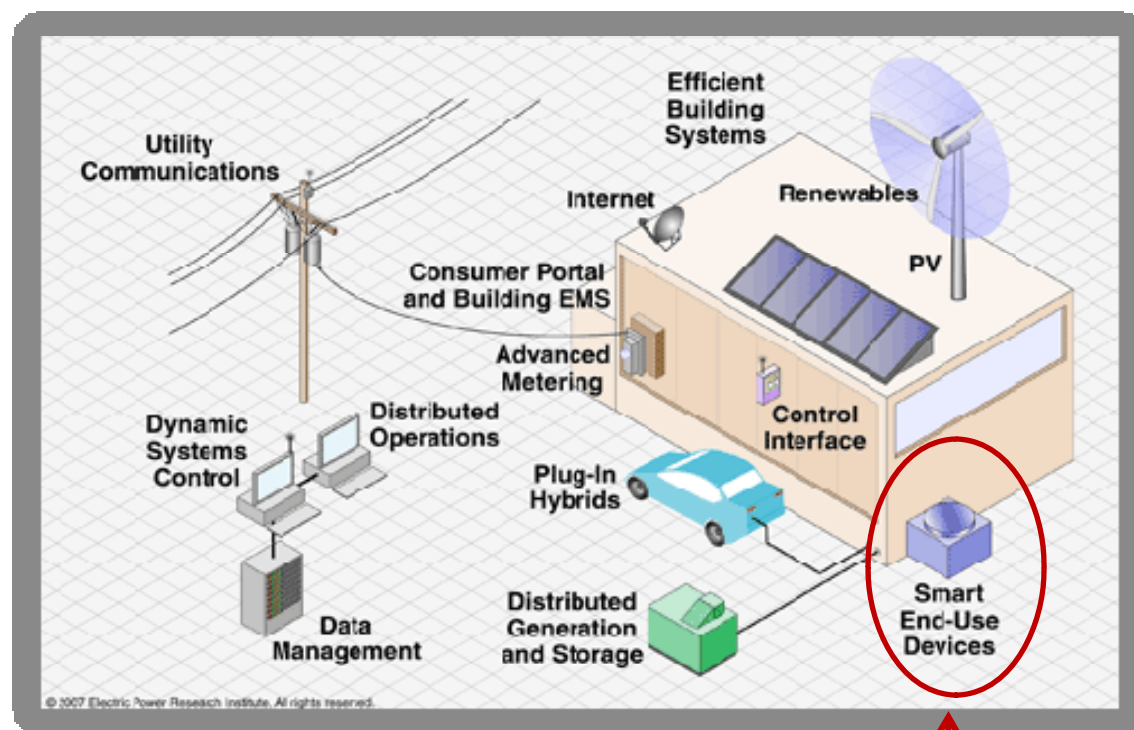 Efficient
Building
Systems
Utility
Communications
Internet
Renewables
PV
Consumer Portal
and Building EMS
Advanced
Metering
Control
Interface
Dynamic
Systems
Control
Distributed
Operations
Plug-In
Hybrids
Smart
End-Use
Devices
Distributed
Generation
and Storage
Data
Management
© 2007 Electric Power Research Institute. All rights reserved.